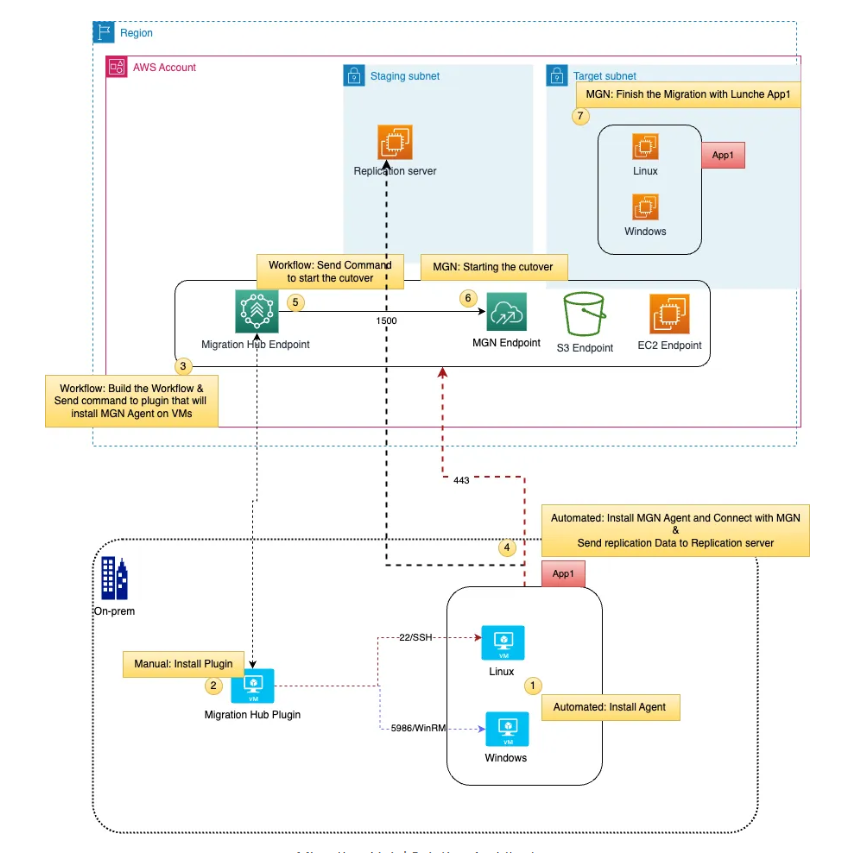 Region
AWS Account
Staging subnet
Target subnet
MGN: Finish the Migration with Lunche App1
7
Replication server
Linux
App1
Windows
Workflow: Send Command
to start the cutover
MGN: Starting the cutover
5
6
1500
Migration Hub Endpoint
MGN Endpoint
S3 Endpoint
EC2 Endpoint
3
Workflow: Build the Workflow &
Send command to plugin that will
install MGN Agent on VMs
443
Automated: Install MGN Agent and Connect with MGN
&
Send replication Data to Replication server
4
App1
On-prem
22/SSH
VM
Linux
Manual: Install Plugin
2
VM
Migration Hub Plugin
1
Automated: Install Agent
5986/WinRM
VM
Windows